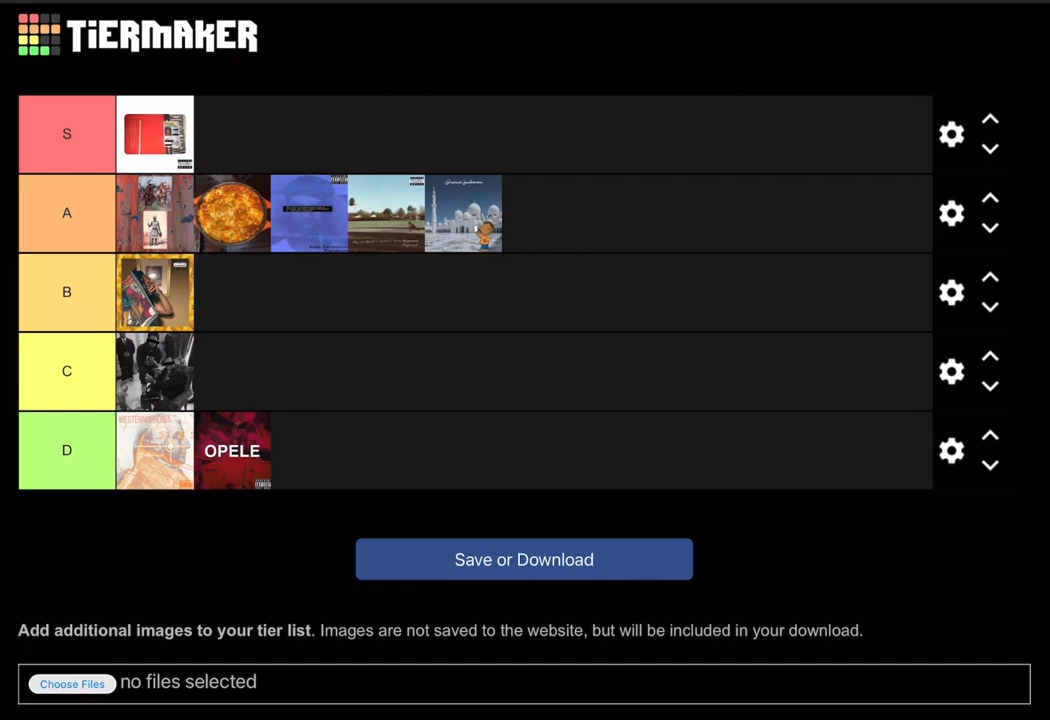 TiERMAKER
S
A
B
C
WESTERNOPHOBIA
D
OPELE
Save or Download
Add additional images to your tier list. Images are not saved to the website, but will be included in your download.
Choose Files no files selected